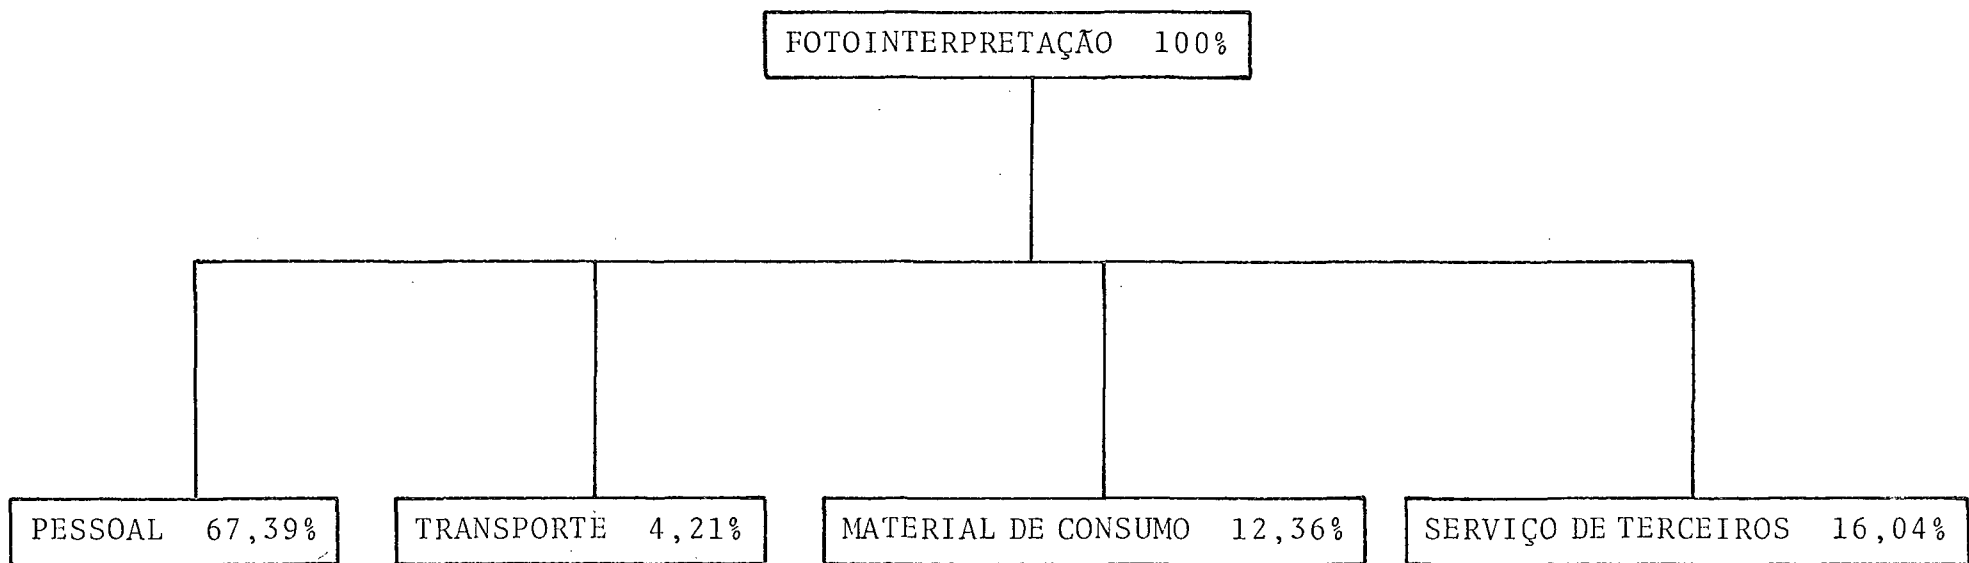 FOTOINTERPRETAÇÃO 100%
PESSOAL 67,39%
TRANSPORTE 4,21%
MATERIAL DE CONSUMO 12,36%
SERVIÇO DE TERCEIROS 16,04%